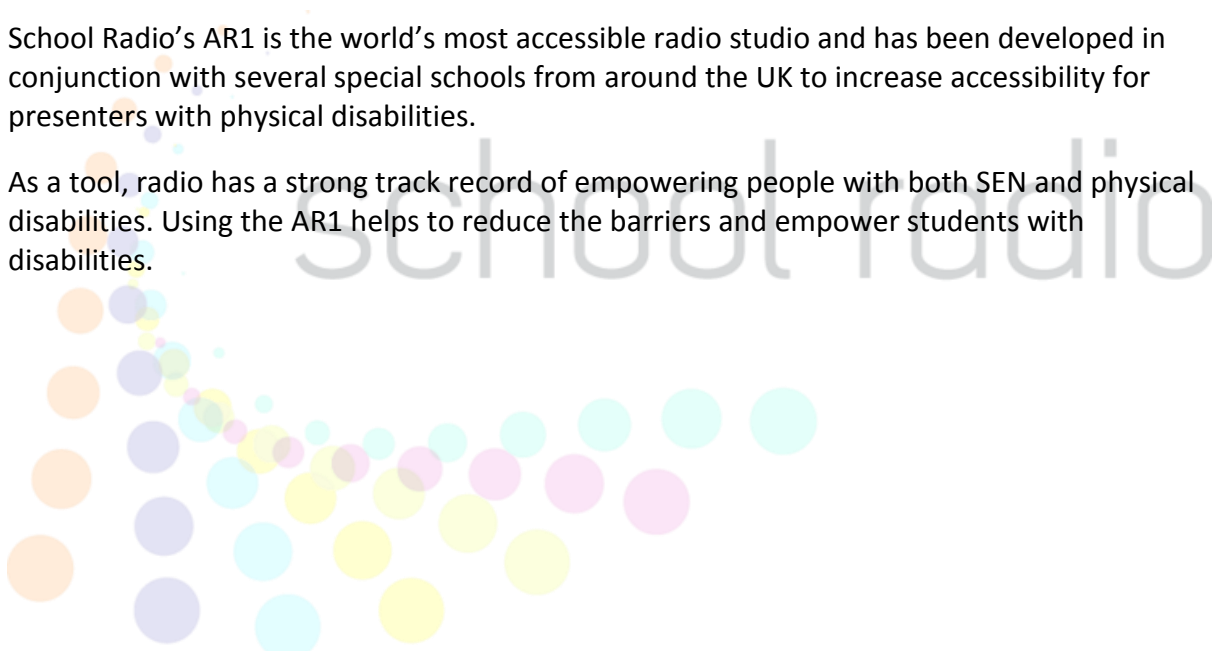 School Radio’s AR1 is the world’s most accessible radio studio and has been developed in
conjunction with several special schools from around the UK to increase accessibility for
presenters with physical disabilities.
As a tool, radio has a strong track record of empowering people with both SEN and physical
disabilities. Using the AR1 helps to reduce the barriers and empower students with
disabilities.
school radio